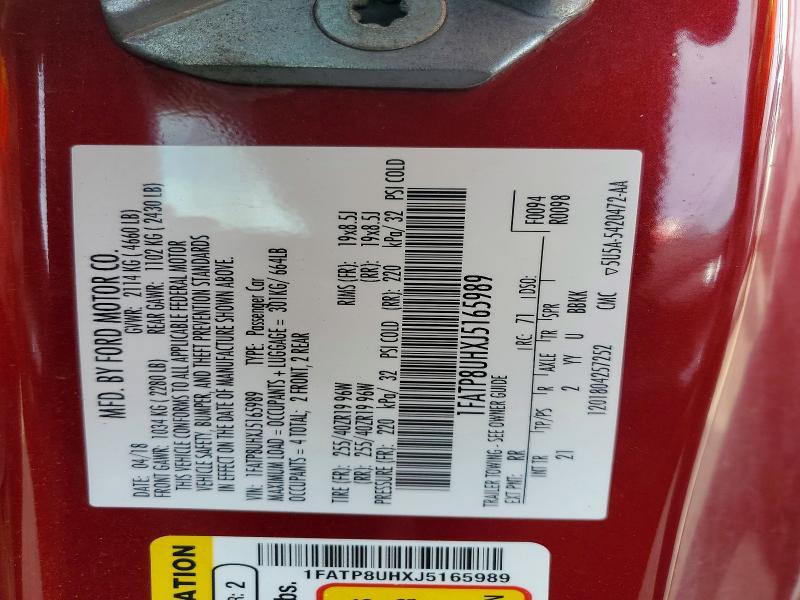 MFD. BY FORD MOTOR CO.
DATE: 04/18 GVWR: 2114 KG (4660 LB)
FRONT GAWR: 1034 KG (2280 LB) REAR GAWR: 1102 KG (2430 LB)
THIS VEHICLE CONFORMS TO ALL APPLICABLE FEDERAL MOTOR
VEHICLE SAFETY, BUMPER, AND THEFT PREVENTION STANDARDS
IN EFFECT ON THE DATE OF MANUFACTURE SHOWN ABOVE.
VIN: 1FATP8UHXJ5165989 TYPE: Passenger Car
MAXIMUM LOAD = OCCUPANTS + LUGGAGE = 301KG/664LB
OCCUPANTS = 4 TOTAL; 2 FRONT, 2 REAR
TIRE (FR): 255/40ZR19 96W RIMS (FR): 19x8.5J
(RR): 255/40ZR19 96W (RR): 19x8.5J
PRESSURE (FR): 220 kPa/ 32 PSI COLD (RR): 220 kPa/ 32 PSI COLD
1FATP8UHXJ5165989
TRAILER TOWING - SEE OWNER GUIDE
EXT PNT: RR RC: 71 DSO: F0094
R0098
INT TR TP/PS R AXLE TR SPR
21 2 YY U BBKK
1201804257252 CMC ▽5U5A-5420472-AA
1FATP8UHXJ5165989